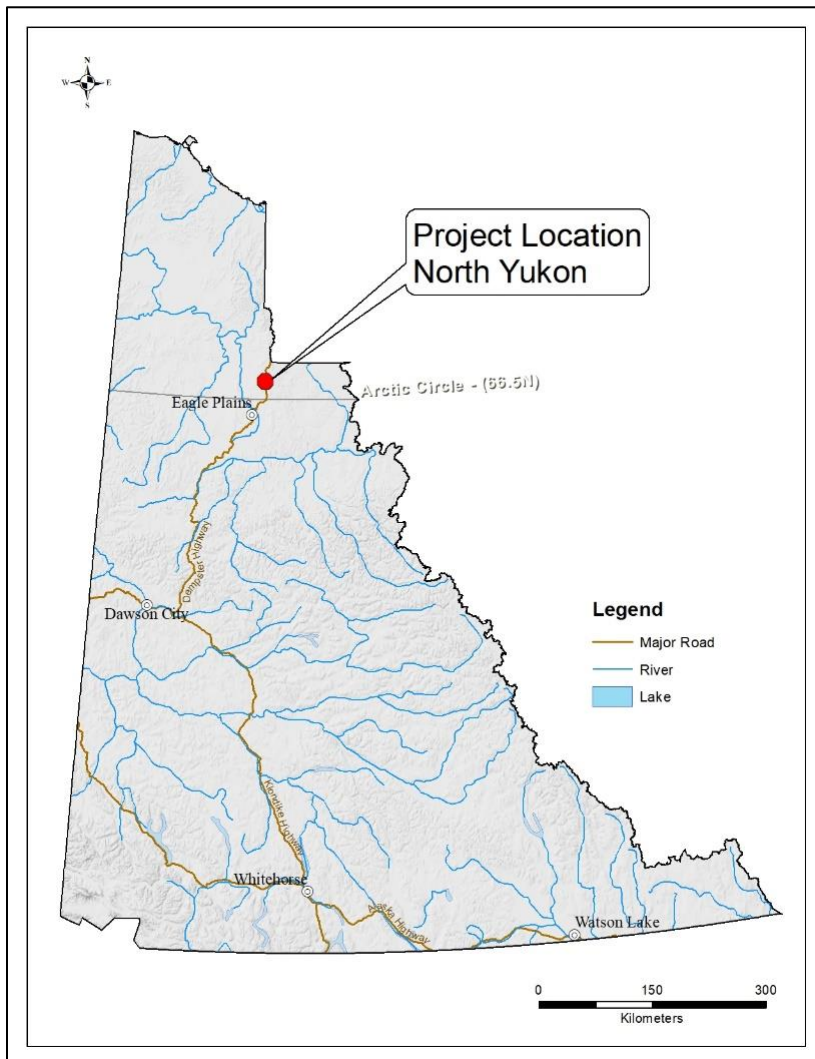 N
W E
S
Project Location
North Yukon
Arctic Circle - (66.5N)
Eagle Plains
Dempster Highway
Dawson City
Legend
Major Road
River
Lake
Klondike Highway
Whitehorse
Alaska Highway
Watson Lake
0 150 300
Kilometers